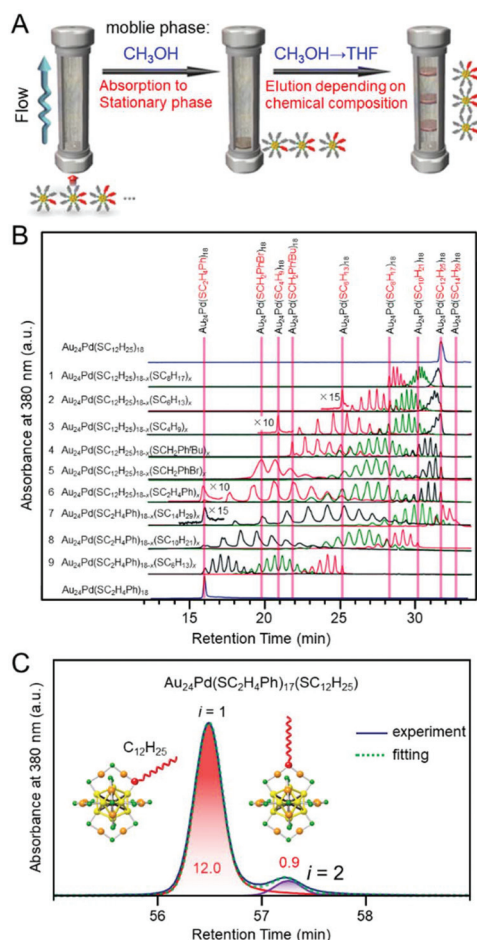 A
moblie phase:
CH₃OH
CH₃OH→THF
Absorption to
Stationary phase
Elution depending on
chemical composition
Flow
...
B
Au₂₄Pd(SC₂H₄Ph)₁₈
Au₂₄Pd(SCH₂PhBr)₁₈
Au₂₄Pd(SC₄H₉)₁₈
Au₂₄Pd(SCH₂PhᵗBu)₁₈
Au₂₄Pd(SC₆H₁₃)₁₈
Au₂₄Pd(SC₈H₁₇)₁₈
Au₂₄Pd(SC₁₀H₂₁)₁₈
Au₂₄Pd(SC₁₂H₂₅)₁₈
Au₂₄Pd(SC₁₄H₂₉)₁₈
Absorbance at 380 nm (a.u.)
Au₂₄Pd(SC₁₂H₂₅)₁₈
1 Au₂₄Pd(SC₁₂H₂₅)₁₈₋ₓ(SC₈H₁₇)ₓ
2 Au₂₄Pd(SC₁₂H₂₅)₁₈₋ₓ(SC₆H₁₃)ₓ ×15
3 Au₂₄Pd(SC₁₂H₂₅)₁₈₋ₓ(SC₄H₉)ₓ ×10
4 Au₂₄Pd(SC₁₂H₂₅)₁₈₋ₓ(SCH₂PhᵗBu)ₓ
5 Au₂₄Pd(SC₁₂H₂₅)₁₈₋ₓ(SCH₂PhBr)ₓ
6 Au₂₄Pd(SC₁₂H₂₅)₁₈₋ₓ(SC₂H₄Ph)ₓ ×10
7 Au₂₄Pd(SC₂H₄Ph)₁₈₋ₓ(SC₁₄H₂₉)ₓ ×15
8 Au₂₄Pd(SC₂H₄Ph)₁₈₋ₓ(SC₁₀H₂₁)ₓ
9 Au₂₄Pd(SC₂H₄Ph)₁₈₋ₓ(SC₆H₁₃)ₓ
Au₂₄Pd(SC₂H₄Ph)₁₈
15 20 25 30
Retention Time (min)
C
Au₂₄Pd(SC₂H₄Ph)₁₇(SC₁₂H₂₅)
Absorbance at 380 nm (a.u.)
i = 1
experiment
fitting
C₁₂H₂₅
12.0
0.9
i = 2
56 57 58
Retention Time (min)